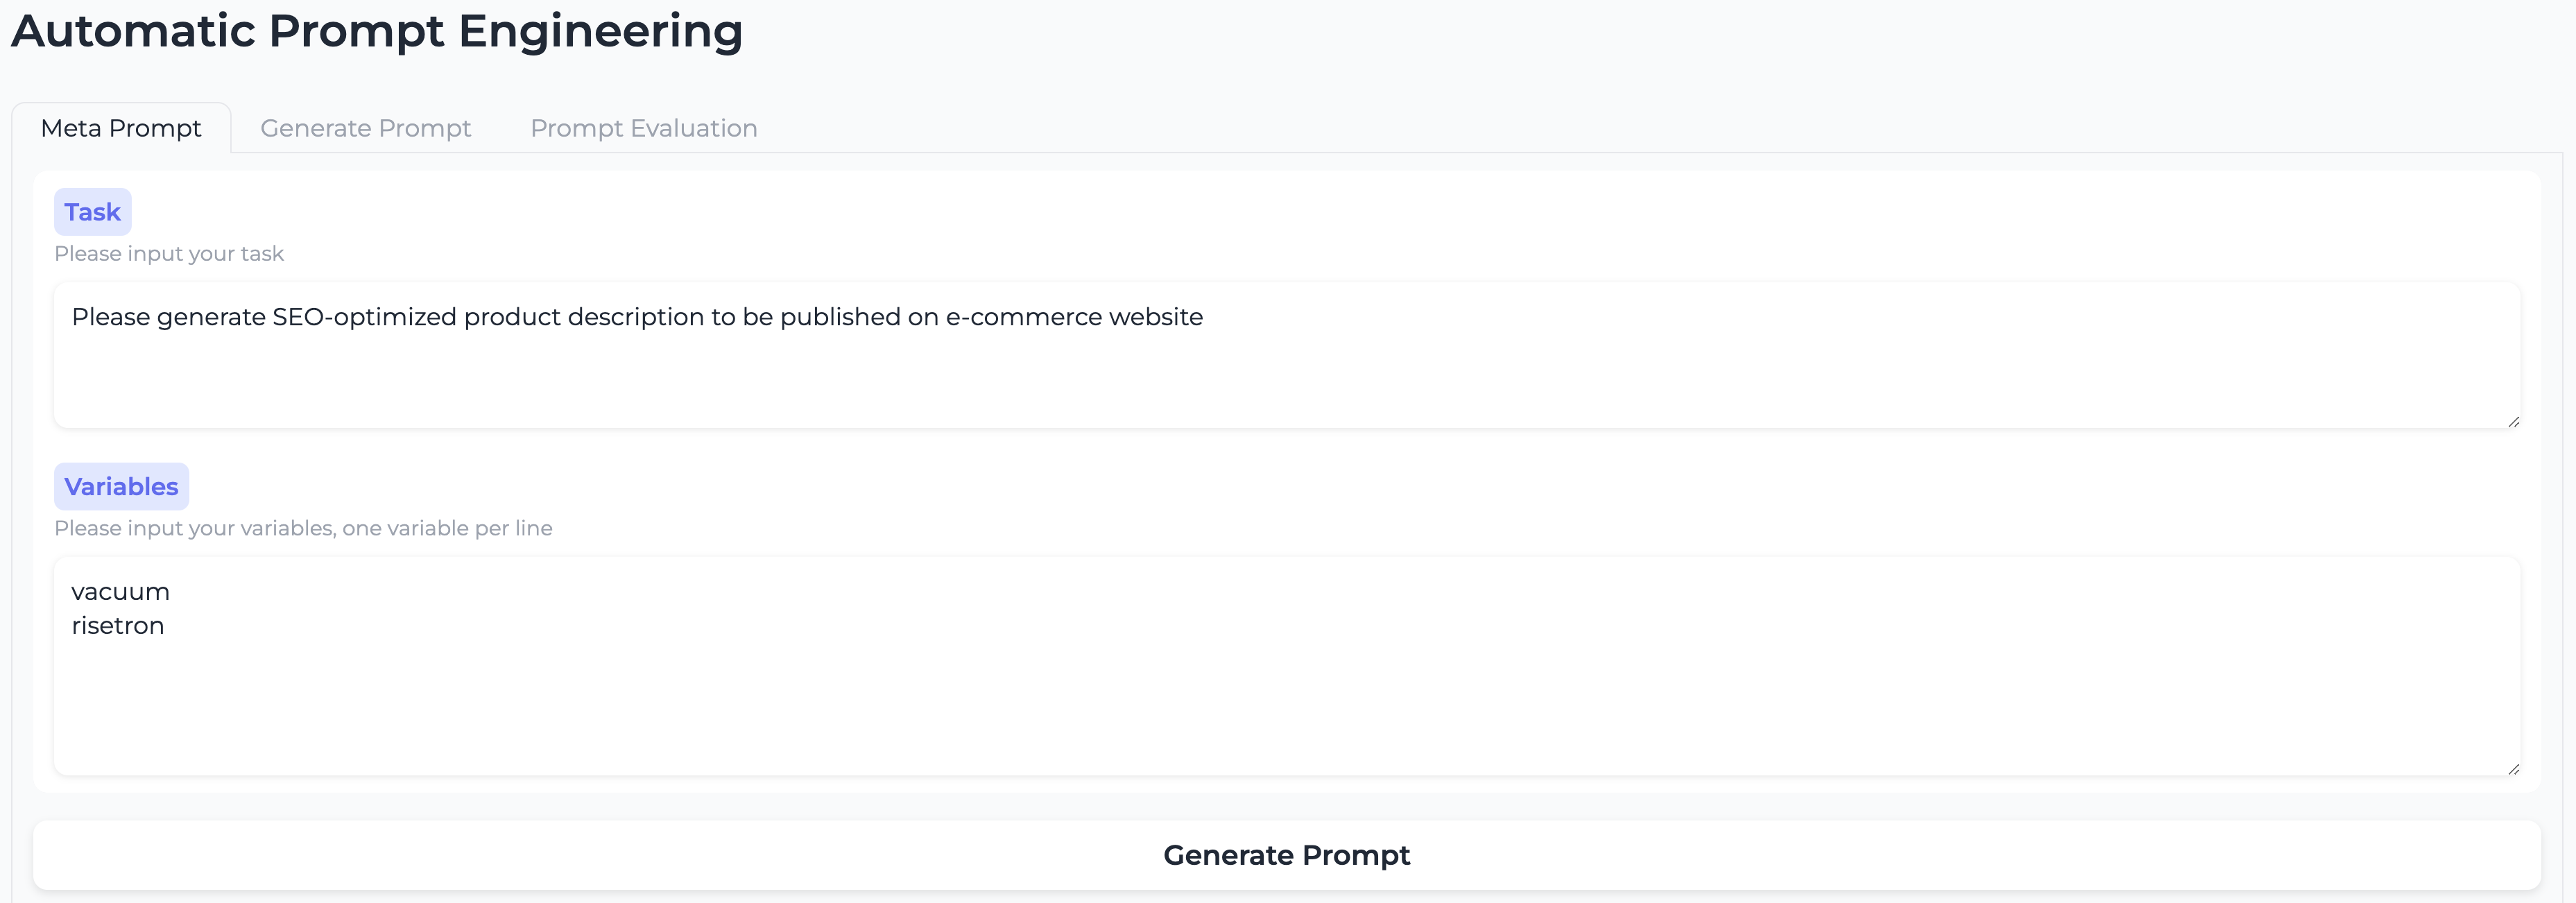 Automatic Prompt Engineering
Meta Prompt Generate Prompt Prompt Evaluation
Task
Please input your task
Please generate SEO-optimized product description to be published on e-commerce website
Variables
Please input your variables, one variable per line
vacuum
risetron
Generate Prompt